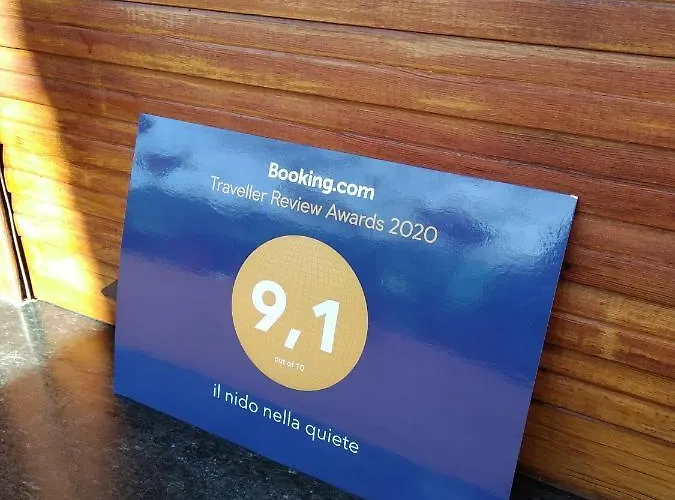 Booking.com
Traveller Review Awards 2020
9,1
out of 10
il nido nella quiete